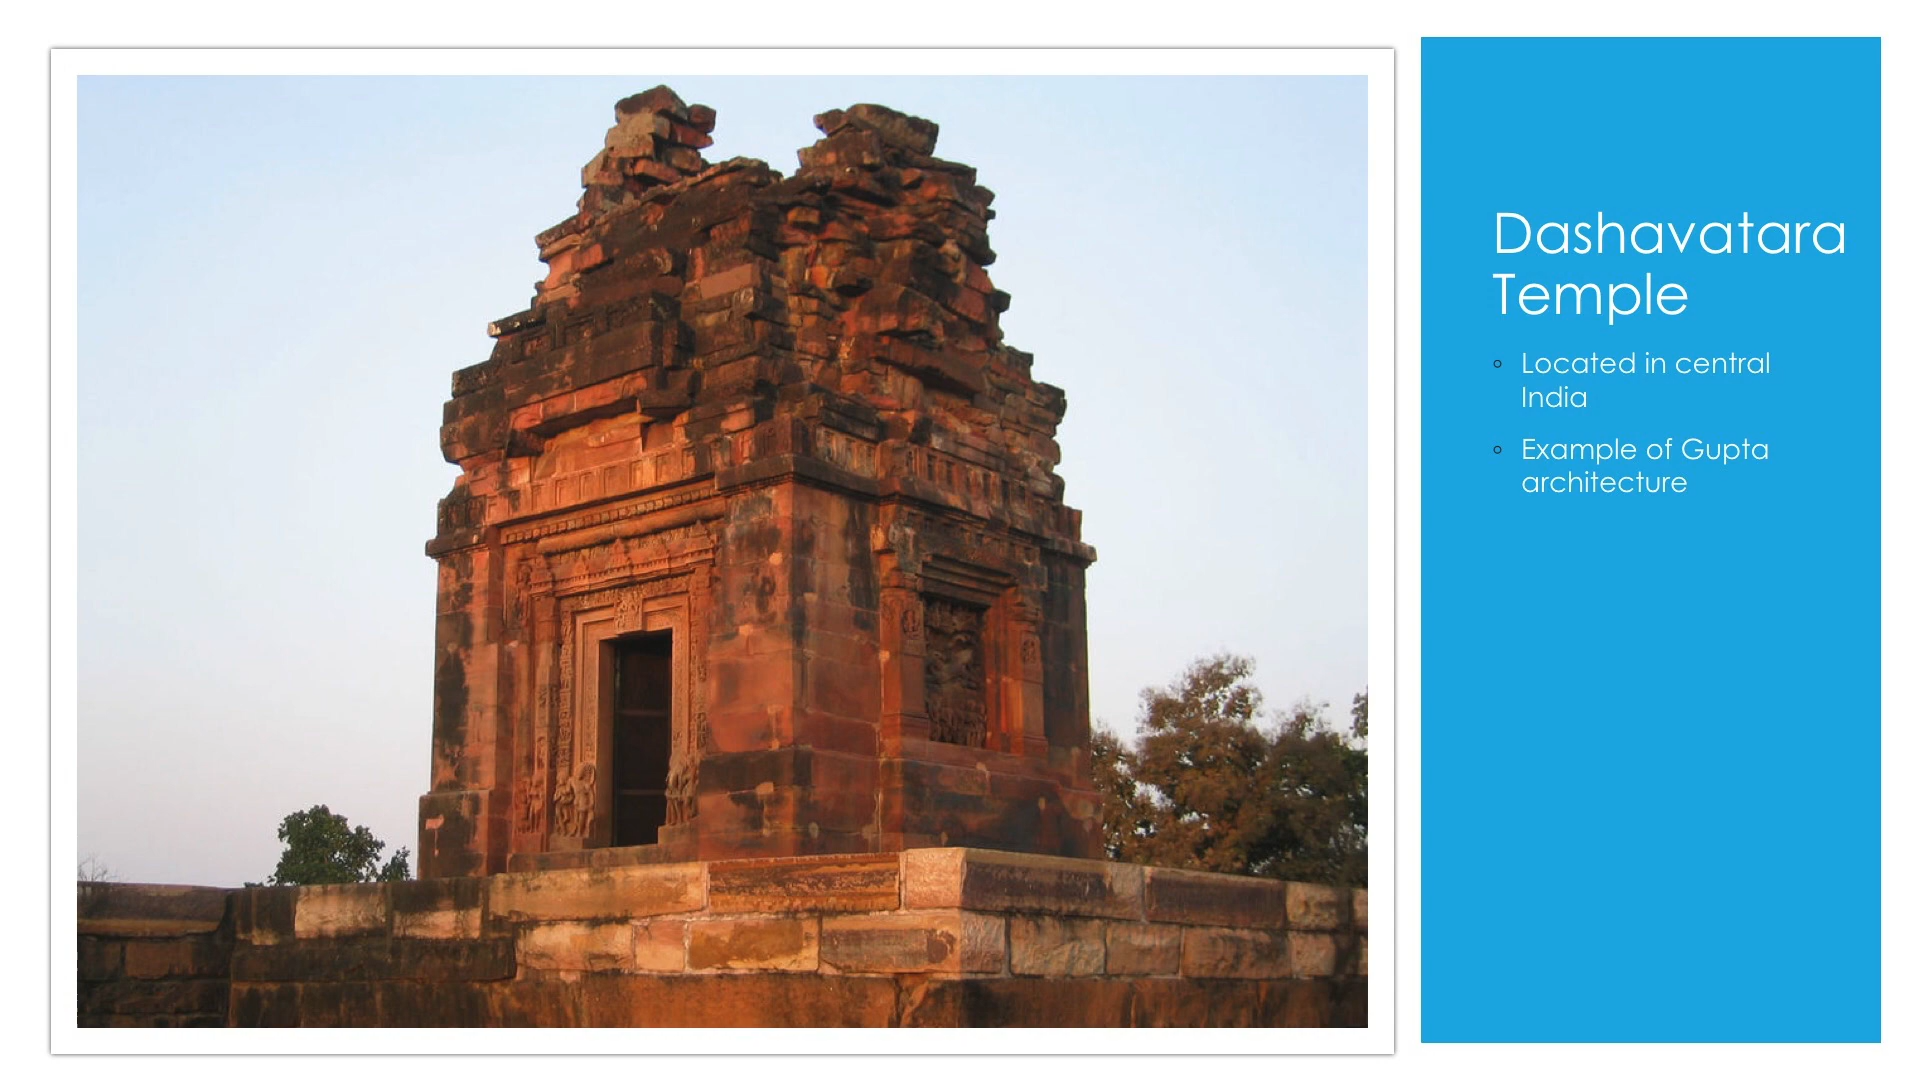 Dashavatara
Temple
◦ Located in central
India
◦ Example of Gupta
architecture